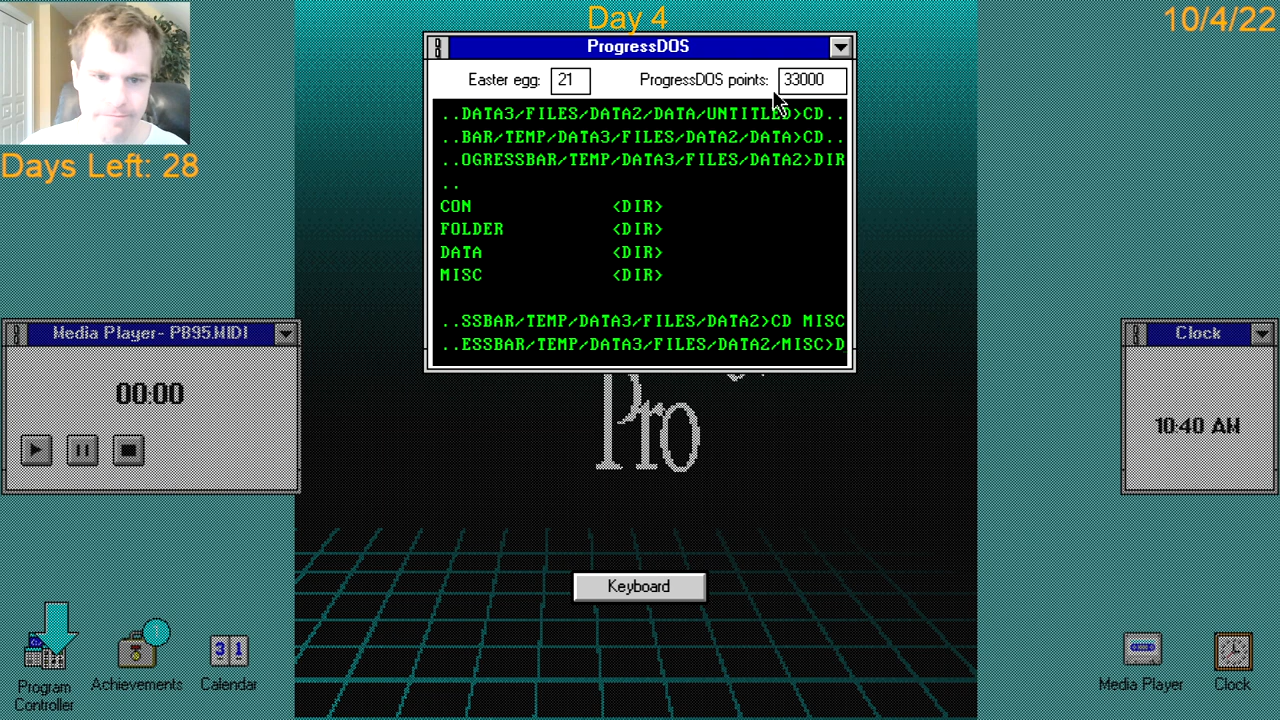 Day 4
10/4/22
ProgressDOS
Easter egg: 21
ProgressDOS points: 33000
..DATA3/FILES/DATA2/DATA/UNTITLED>CD..
..BAR/TEMP/DATA3/FILES/DATA2/DATA>CD..
..OGRESSBAR/TEMP/DATA3/FILES/DATA2>DIR
..
CON <DIR>
FOLDER <DIR>
DATA <DIR>
MISC <DIR>
..SSBAR/TEMP/DATA3/FILES/DATA2>CD MISC
..ESSBAR/TEMP/DATA3/FILES/DATA2/MISC>D
Days Left: 28
Media Player- PB95.MIDI
00:00
Clock
10:40 AM
Pro
Keyboard
Program
Controller
1
Achievements
31
Calendar
Media Player
Clock